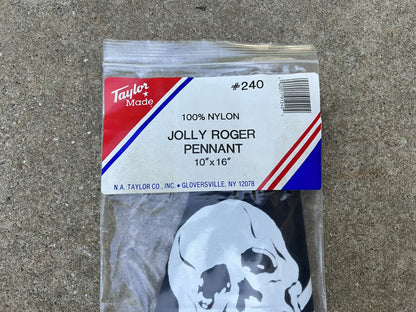 Taylor
Made
#240
100% NYLON
JOLLY ROGER
PENNANT
10"x16"
N.A. TAYLOR CO., INC. • GLOVERSVILLE, NY 12078